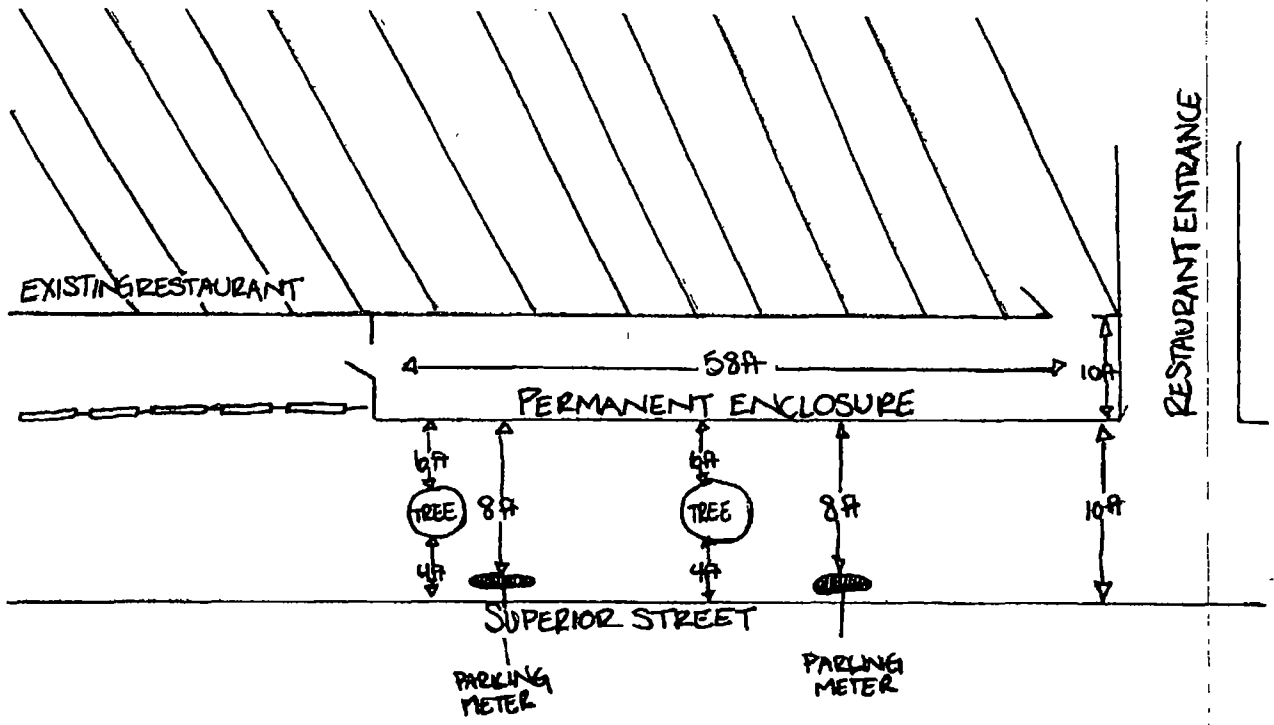 RESTAURANT ENTRANCE
EXISTING RESTAURANT
58ft
10ft
PERMANENT ENCLOSURE
6ft
6ft
TREE
8ft
TREE
8ft
10ft
4ft
4ft
SUPERIOR STREET
PARKING
METER
PARKING
METER